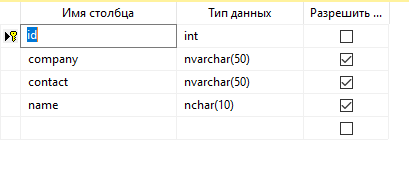 Имя столбца Тип данных Разрешить ...
id int
company nvarchar(50)
contact nvarchar(50)
name nchar(10)